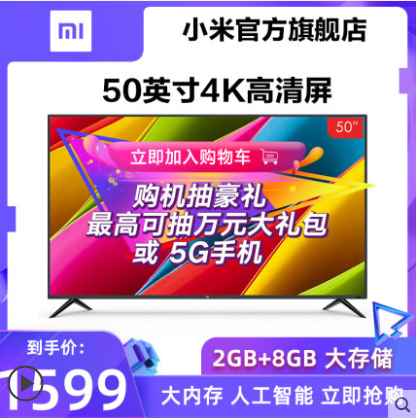 mi
小米官方旗舰店
50英寸4K高清屏
50"
立即加入购物车
购机抽豪礼
最高可抽万元大礼包
或 5G手机
到手价:
1599
2GB+8GB 大存储
大内存 人工智能 立即抢购